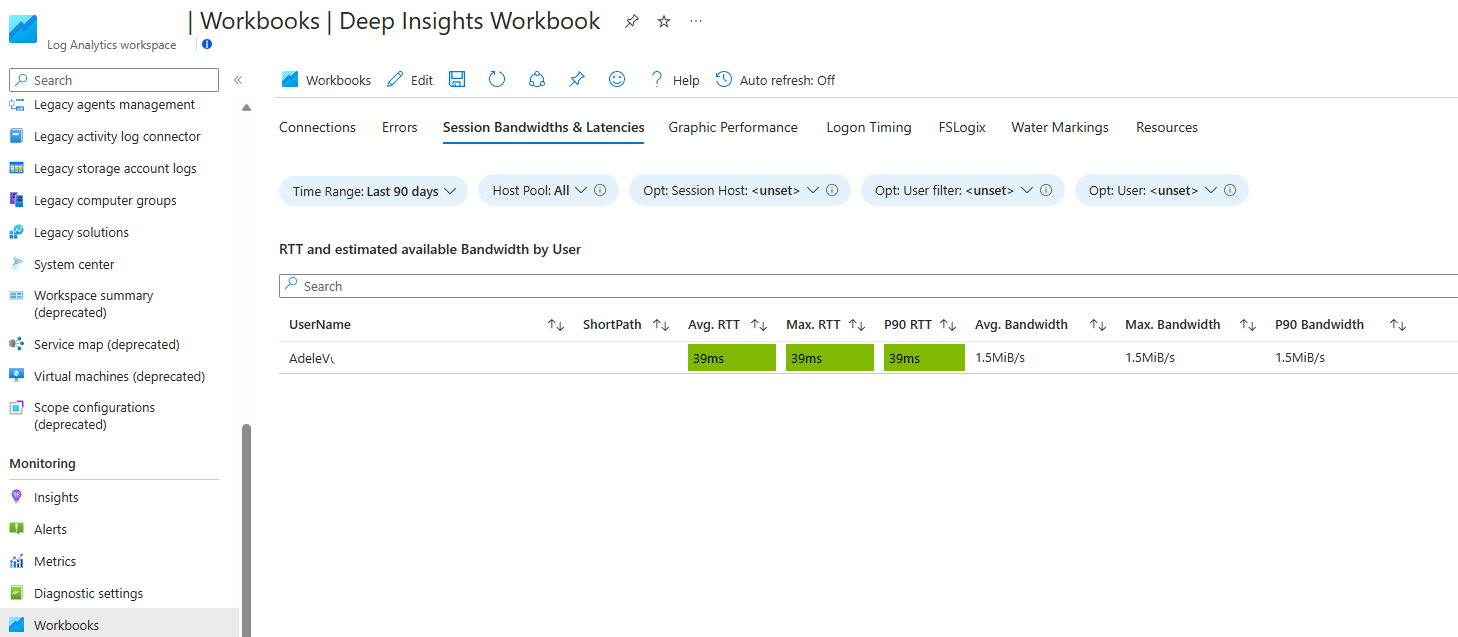 | Workbooks | Deep Insights Workbook
Log Analytics workspace
Search
Legacy agents management
Legacy activity log connector
Legacy storage account logs
Legacy computer groups
Legacy solutions
System center
Workspace summary
(deprecated)
Service map (deprecated)
Virtual machines (deprecated)
Scope configurations
(deprecated)
Monitoring
Insights
Alerts
Metrics
Diagnostic settings
Workbooks
Workbooks Edit Help Auto refresh: Off
Connections Errors Session Bandwidths & Latencies Graphic Performance Logon Timing FSLogix Water Markings Resources
Time Range: Last 90 days Host Pool: All Opt: Session Host: <unset> Opt: User filter: <unset> Opt: User: <unset>
RTT and estimated available Bandwidth by User
Search
UserName ShortPath Avg. RTT Max. RTT P90 RTT Avg. Bandwidth Max. Bandwidth P90 Bandwidth
AdeleV 39ms 39ms 39ms 1.5MiB/s 1.5MiB/s 1.5MiB/s